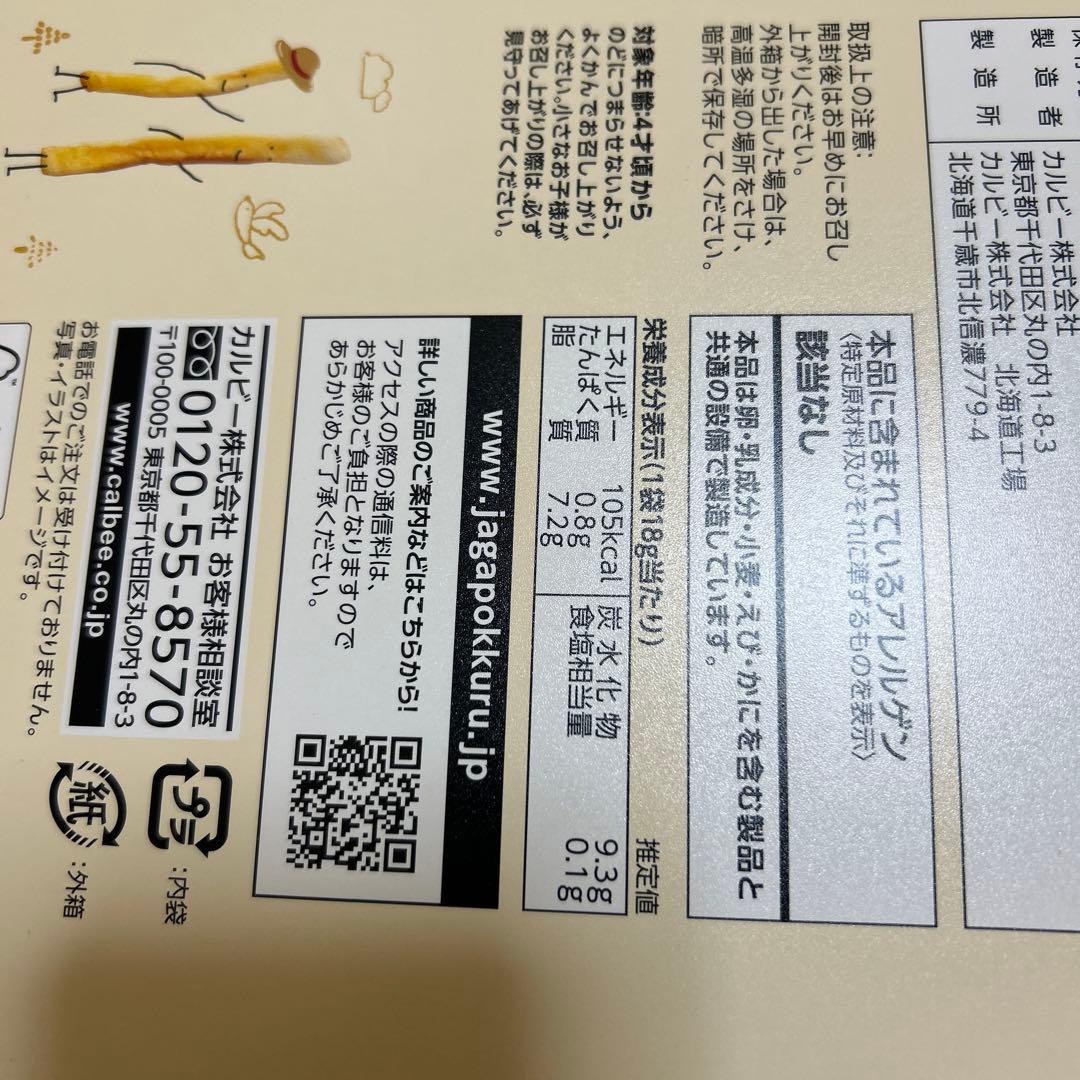 製造者
製造所
カルビー株式会社
東京都千代田区丸の内1-8-3
カルビー株式会社 北海道工場
北海道千歳市北信濃779-4
取扱上の注意:
開封後はお早めにお召し
上がりください。
外箱から出した場合は、
高温多湿の場所をさけ、
暗所で保存してください。
対象年齢:4才頃から
のどにつまらせないよう、
よくかんでお召し上がり
ください。小さなお子様が
お召し上がりの際は、必ず
見守ってあげてください。
本品に含まれているアレルゲン
〈特定原材料及びそれに準ずるものを表示〉
該当なし
本品は卵・乳成分・小麦・えび・かにを含む製品と
共通の設備で製造しています。
栄養成分表示(1袋18g当たり) 推定値
エネルギー 105kcal 炭水化物 9.3g
たんぱく質 0.8g 食塩相当量 0.1g
脂質 7.2g
www.jagapokkuru.jp
詳しい商品のご案内などはこちらから!
アクセスの際の通信料は、
お客様のご負担となりますので
あらかじめご了承ください。
カルビー株式会社 お客様相談室
0120-55-8570
〒100-0005 東京都千代田区丸の内1-8-3
www.calbee.co.jp
お電話でのご注文は受け付けておりません。
写真・イラストはイメージです。
プラ :内袋
紙 :外箱